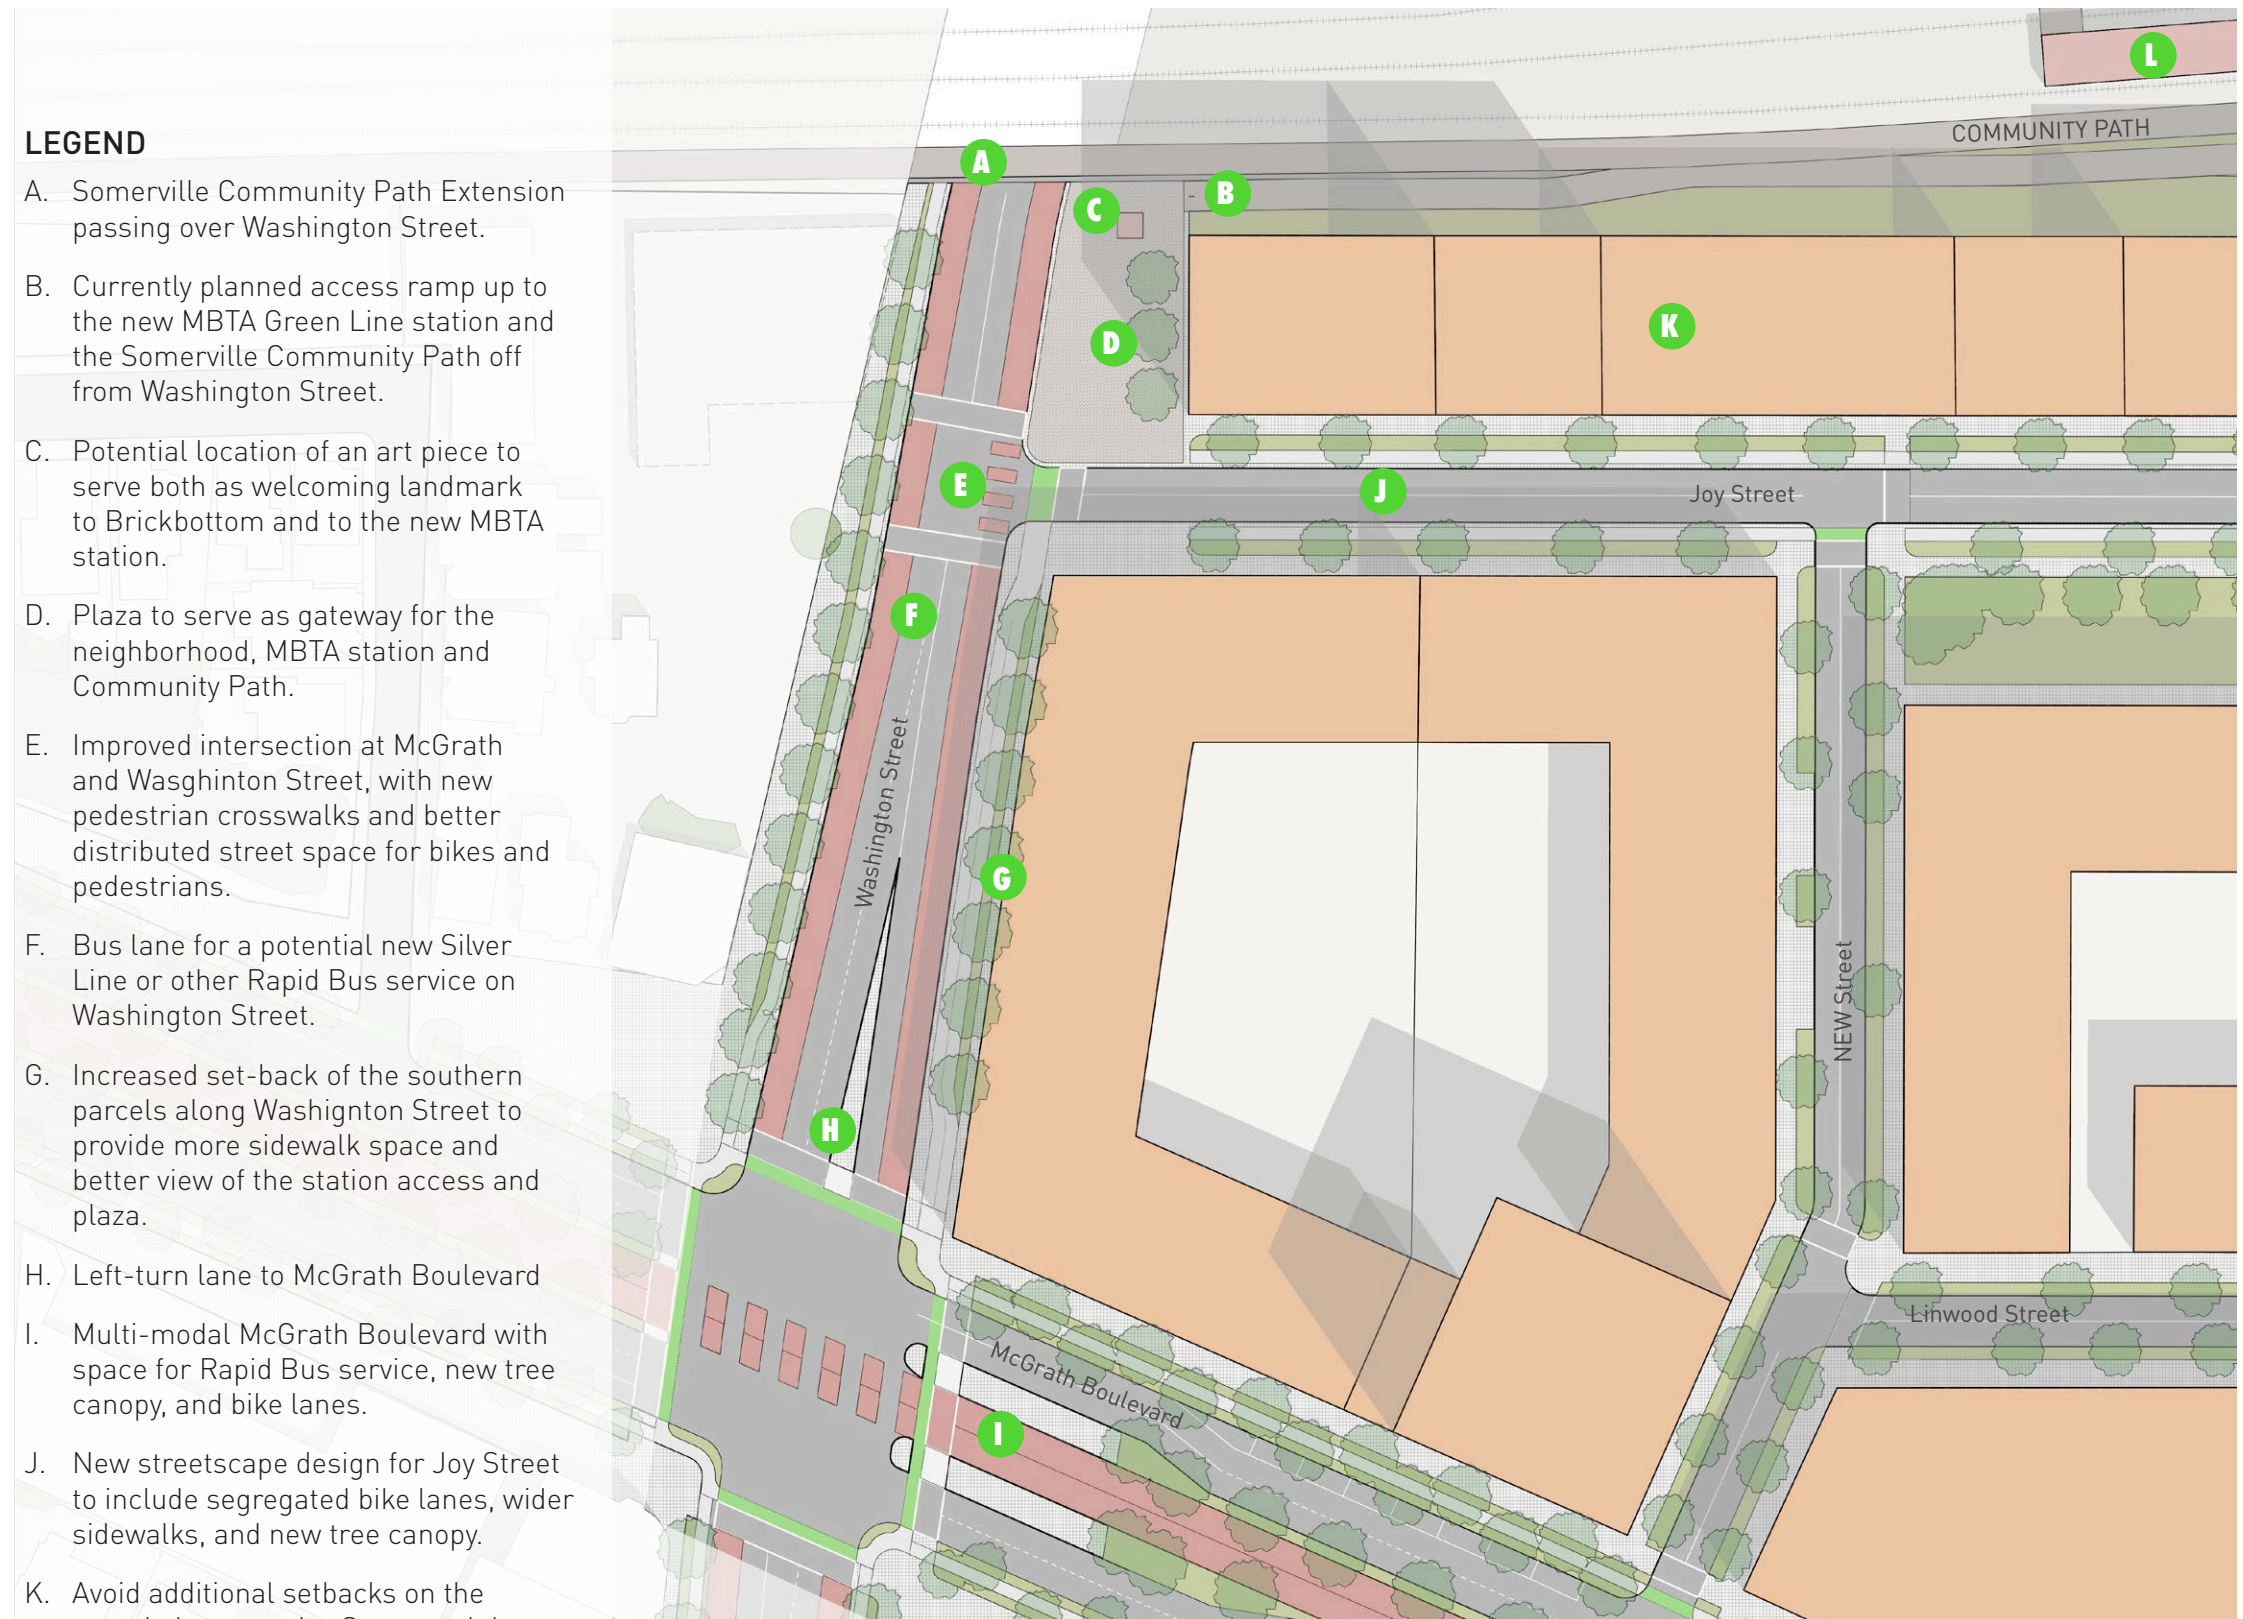 LEGEND
A. Somerville Community Path Extension
passing over Washington Street.
B. Currently planned access ramp up to
the new MBTA Green Line station and
the Somerville Community Path off
from Washington Street.
C. Potential location of an art piece to
serve both as welcoming landmark
to Brickbottom and to the new MBTA
station.
D. Plaza to serve as gateway for the
neighborhood, MBTA station and
Community Path.
E. Improved intersection at McGrath
and Wasghinton Street, with new
pedestrian crosswalks and better
distributed street space for bikes and
pedestrians.
F. Bus lane for a potential new Silver
Line or other Rapid Bus service on
Washington Street.
G. Increased set-back of the southern
parcels along Washignton Street to
provide more sidewalk space and
better view of the station access and
plaza.
H. Left-turn lane to McGrath Boulevard
I. Multi-modal McGrath Boulevard with
space for Rapid Bus service, new tree
canopy, and bike lanes.
J. New streetscape design for Joy Street
to include segregated bike lanes, wider
sidewalks, and new tree canopy.
K. Avoid additional setbacks on the
L
COMMUNITY PATH
A
B
C
K
D
E
J
Joy Street
F
Washington Street
G
NEW Street
H
Linwood Street
McGrath Boulevard
I